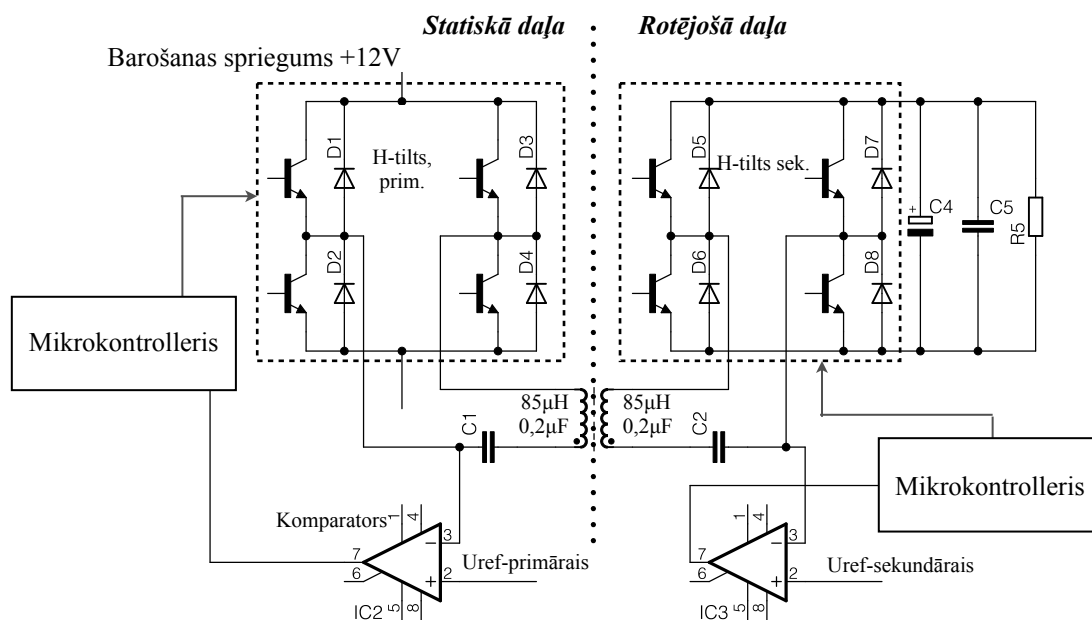 Statiskā daļa
Rotējošā daļa
Barošanas spriegums +12V
D1
D3
H-tilts,
prim.
D2
D4
D5
D7
H-tilts sek.
D6
D8
+
C4
C5
R5
Mikrokontrolleris
85µH
0,2µF
85µH
0,2µF
C1
C2
Mikrokontrolleris
Komparators
1
4
3
7
6
2
5
8
IC2
Uref-primārais
1
4
3
7
6
2
5
8
IC3
Uref-sekundārais